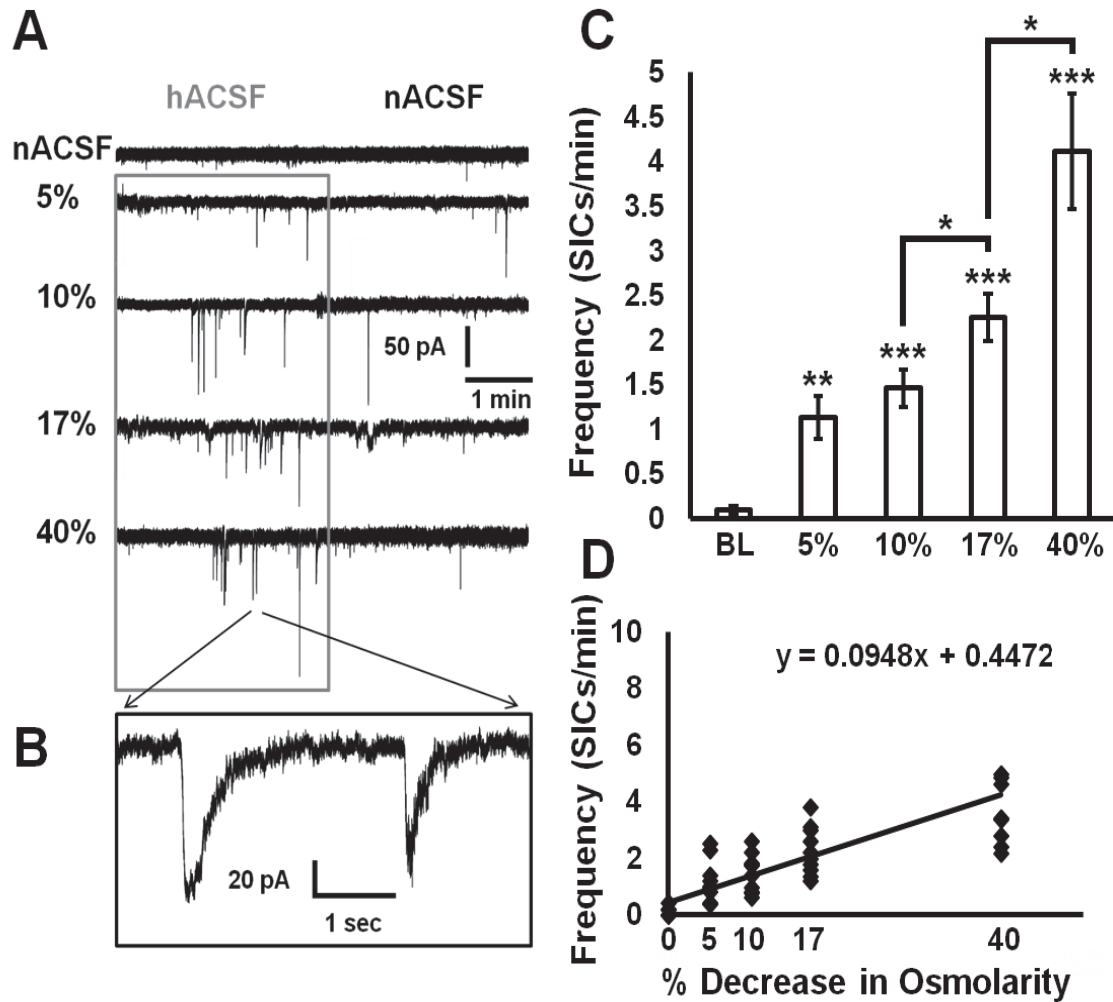 A
hACSF
nACSF
nACSF
5%
10%
50 pA
1 min
17%
40%
B
20 pA
1 sec
C
Frequency (SICs/min)
5
4.5
4
3.5
3
2.5
2
1.5
1
0.5
0
*
***
*
***
***
**
BL
5%
10%
17%
40%
D
Frequency (SICs/min)
10
8
6
4
2
0
y = 0.0948x + 0.4472
0
5
10
17
40
% Decrease in Osmolarity